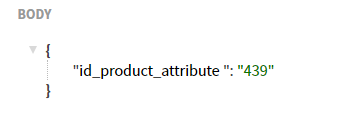 BODY
{
"id_product_attribute ": "439"
}